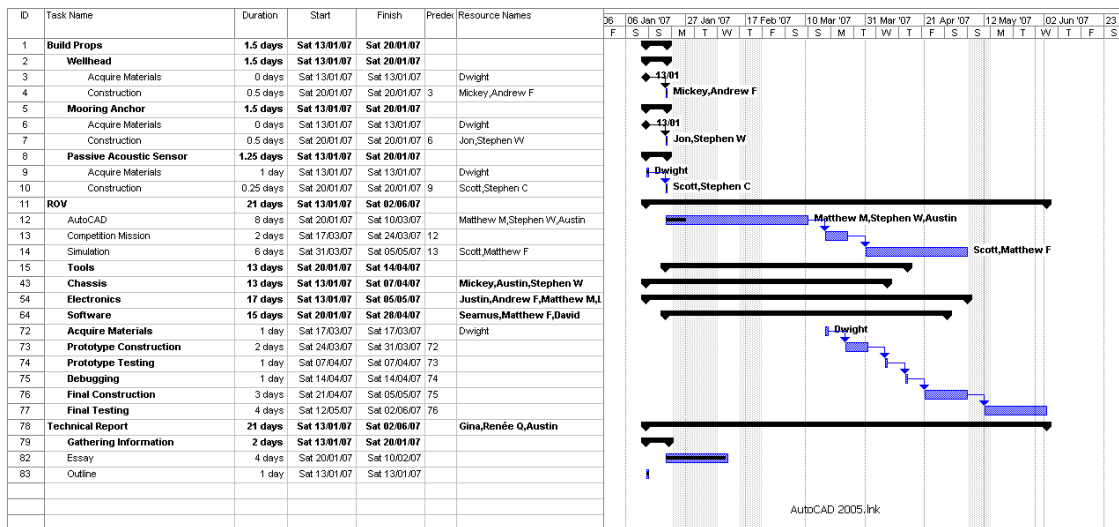 ID Task Name Duration Start Finish Predec Resource Names
06 06 Jan '07 27 Jan '07 17 Feb '07 10 Mar '07 31 Mar '07 21 Apr '07 12 May '07 02 Jun '07 23
F S S M T W T F S S M T W T F S S M T W T F S
1 Build Props 1.5 days Sat 13/01/07 Sat 20/01/07
2 Wellhead 1.5 days Sat 13/01/07 Sat 20/01/07
3 Acquire Materials 0 days Sat 13/01/07 Sat 13/01/07 Dwight 13/01
4 Construction 0.5 days Sat 20/01/07 Sat 20/01/07 3 Mickey,Andrew F Mickey,Andrew F
5 Mooring Anchor 1.5 days Sat 13/01/07 Sat 20/01/07
6 Acquire Materials 0 days Sat 13/01/07 Sat 13/01/07 Dwight 13/01
7 Construction 0.5 days Sat 20/01/07 Sat 20/01/07 6 Jon,Stephen W Jon,Stephen W
8 Passive Acoustic Sensor 1.25 days Sat 13/01/07 Sat 20/01/07
9 Acquire Materials 1 day Sat 13/01/07 Sat 13/01/07 Dwight Dwight
10 Construction 0.25 days Sat 20/01/07 Sat 20/01/07 9 Scott,Stephen C Scott,Stephen C
11 ROV 21 days Sat 13/01/07 Sat 02/06/07
12 AutoCAD 8 days Sat 20/01/07 Sat 10/03/07 Matthew M,Stephen W,Austin Matthew M,Stephen W,Austin
13 Competition Mission 2 days Sat 17/03/07 Sat 24/03/07 12
14 Simulation 6 days Sat 31/03/07 Sat 05/05/07 13 Scott,Matthew F Scott,Matthew F
15 Tools 13 days Sat 20/01/07 Sat 14/04/07
43 Chassis 13 days Sat 13/01/07 Sat 07/04/07 Mickey,Austin,Stephen W
54 Electronics 17 days Sat 13/01/07 Sat 05/05/07 Justin,Andrew F,Matthew M,L
64 Software 15 days Sat 20/01/07 Sat 28/04/07 Seamus,Matthew F,David
72 Acquire Materials 1 day Sat 17/03/07 Sat 17/03/07 Dwight Dwight
73 Prototype Construction 2 days Sat 24/03/07 Sat 31/03/07 72
74 Prototype Testing 1 day Sat 07/04/07 Sat 07/04/07 73
75 Debugging 1 day Sat 14/04/07 Sat 14/04/07 74
76 Final Construction 3 days Sat 21/04/07 Sat 05/05/07 75
77 Final Testing 4 days Sat 12/05/07 Sat 02/06/07 76
78 Technical Report 21 days Sat 13/01/07 Sat 02/06/07 Gina,Renée Q,Austin
79 Gathering Information 2 days Sat 13/01/07 Sat 20/01/07
82 Essay 4 days Sat 20/01/07 Sat 10/02/07
83 Outline 1 day Sat 13/01/07 Sat 13/01/07
AutoCAD 2005.lnk